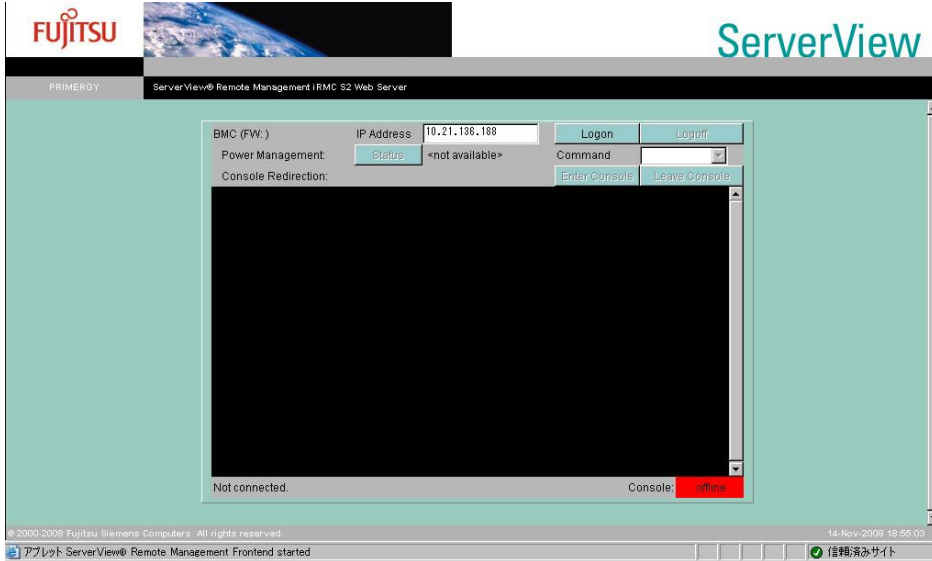 FUJITSU
ServerView
PRIMERGY ServerView® Remote Management iRMC S2 Web Server
BMC (FW: ) IP Address 10.21.136.188 Logon Logoff
Power Management: Status <not available> Command
Console Redirection: Enter Console Leave Console
Not connected. Console: offline
© 2000-2008 Fujitsu Siemens Computers All rights reserved. 14-Nov-2008 18:55:03
アプレット ServerView® Remote Management Frontend started 信頼済みサイト